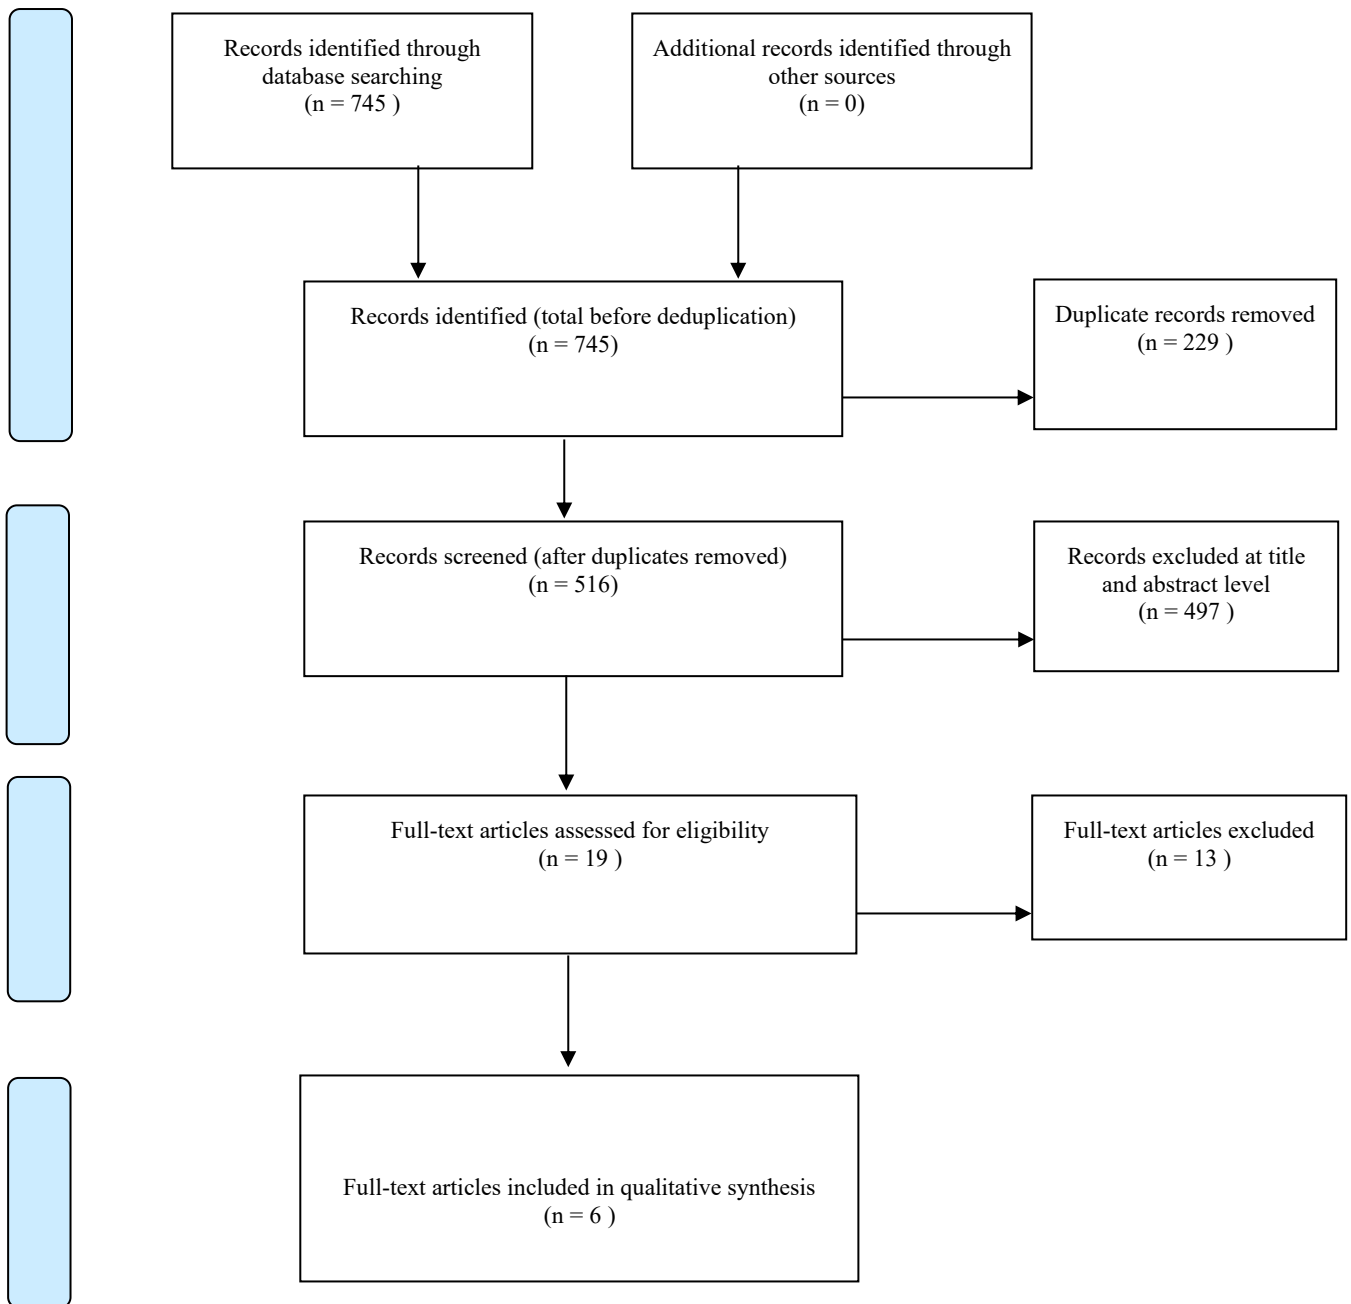 Records identified through
database searching
(n = 745 )
Additional records identified through
other sources
(n = 0)
Records identified (total before deduplication)
(n = 745)
Duplicate records removed
(n = 229 )
Records screened (after duplicates removed)
(n = 516)
Records excluded at title
and abstract level
(n = 497 )
Full-text articles assessed for eligibility
(n = 19 )
Full-text articles excluded
(n = 13 )
Full-text articles included in qualitative synthesis
(n = 6 )